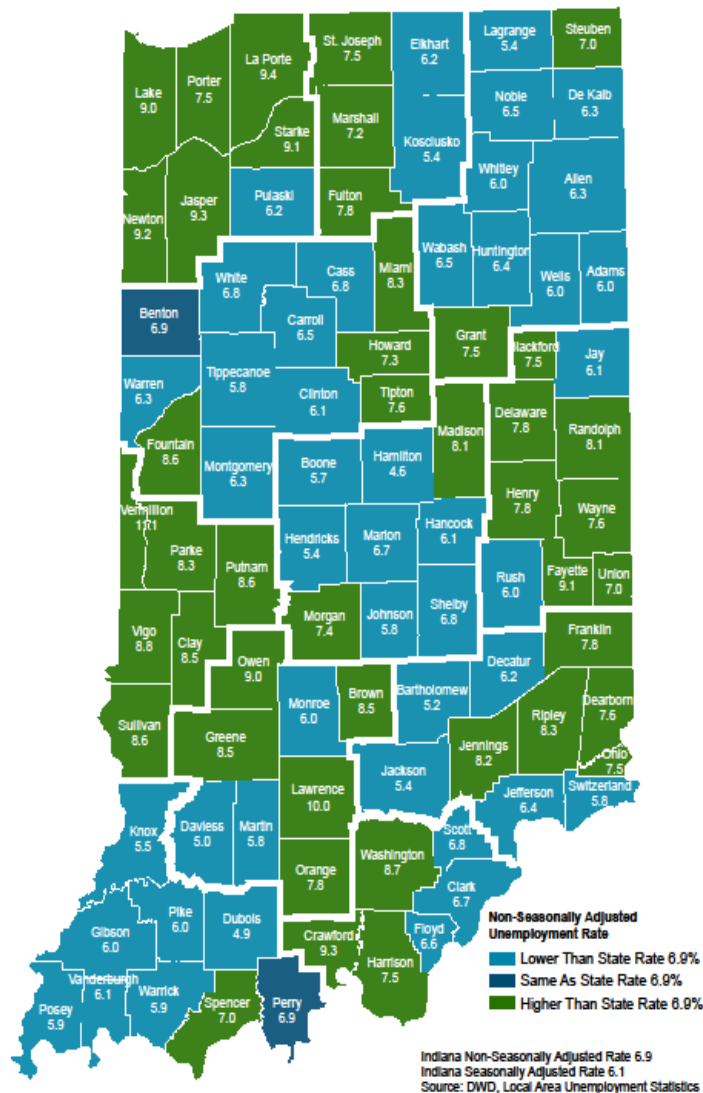 St. Joseph
7.5
Elkhart
6.2
Lagrange
5.4
Steuben
7.0
La Porte
9.4
Porter
7.5
Lake
9.0
Noble
6.5
De Kalb
6.3
Marshall
7.2
Starke
9.1
Kosciusko
5.4
Whitley
6.0
Allen
6.3
Pulaski
6.2
Fulton
7.8
Jasper
9.3
Newton
9.2
Wabash
6.5
Huntington
6.4
Miami
8.3
Wells
6.0
Adams
6.0
White
6.8
Cass
6.8
Benton
6.9
Carroll
6.5
Grant
7.5
Blackford
7.5
Howard
7.3
Jay
6.1
Tippecanoe
5.8
Warren
6.3
Clinton
6.1
Tipton
7.6
Madison
8.1
Delaware
7.8
Randolph
8.1
Fountain
8.6
Montgomery
6.3
Boone
5.7
Hamilton
4.6
Henry
7.8
Wayne
7.6
Vermillion
11.1
Parke
8.3
Putnam
8.6
Hendricks
5.4
Marion
6.7
Hancock
6.1
Rush
6.0
Fayette
9.1
Union
7.0
Morgan
7.4
Johnson
5.8
Shelby
6.8
Vigo
8.8
Clay
8.5
Owen
9.0
Franklin
7.8
Decatur
6.2
Monroe
6.0
Brown
8.5
Bartholomew
5.2
Dearborn
7.6
Ripley
8.3
Sullivan
8.6
Greene
8.5
Jennings
8.2
Ohio
7.5
Jackson
5.4
Lawrence
10.0
Jefferson
6.4
Switzerland
5.8
Knox
5.5
Daviess
5.0
Martin
5.8
Scott
6.8
Washington
8.7
Orange
7.8
Clark
6.7
Pike
6.0
Dubois
4.9
Gibson
6.0
Floyd
6.6
Crawford
9.3
Harrison
7.5
Vanderburgh
6.1
Warrick
5.9
Posey
5.9
Spencer
7.0
Perry
6.9
Non-Seasonally Adjusted
Unemployment Rate
Lower Than State Rate 6.9%
Same As State Rate 6.9%
Higher Than State Rate 6.9%
Indiana Non-Seasonally Adjusted Rate 6.9
Indiana Seasonally Adjusted Rate 6.1
Source: DWD, Local Area Unemployment Statistics